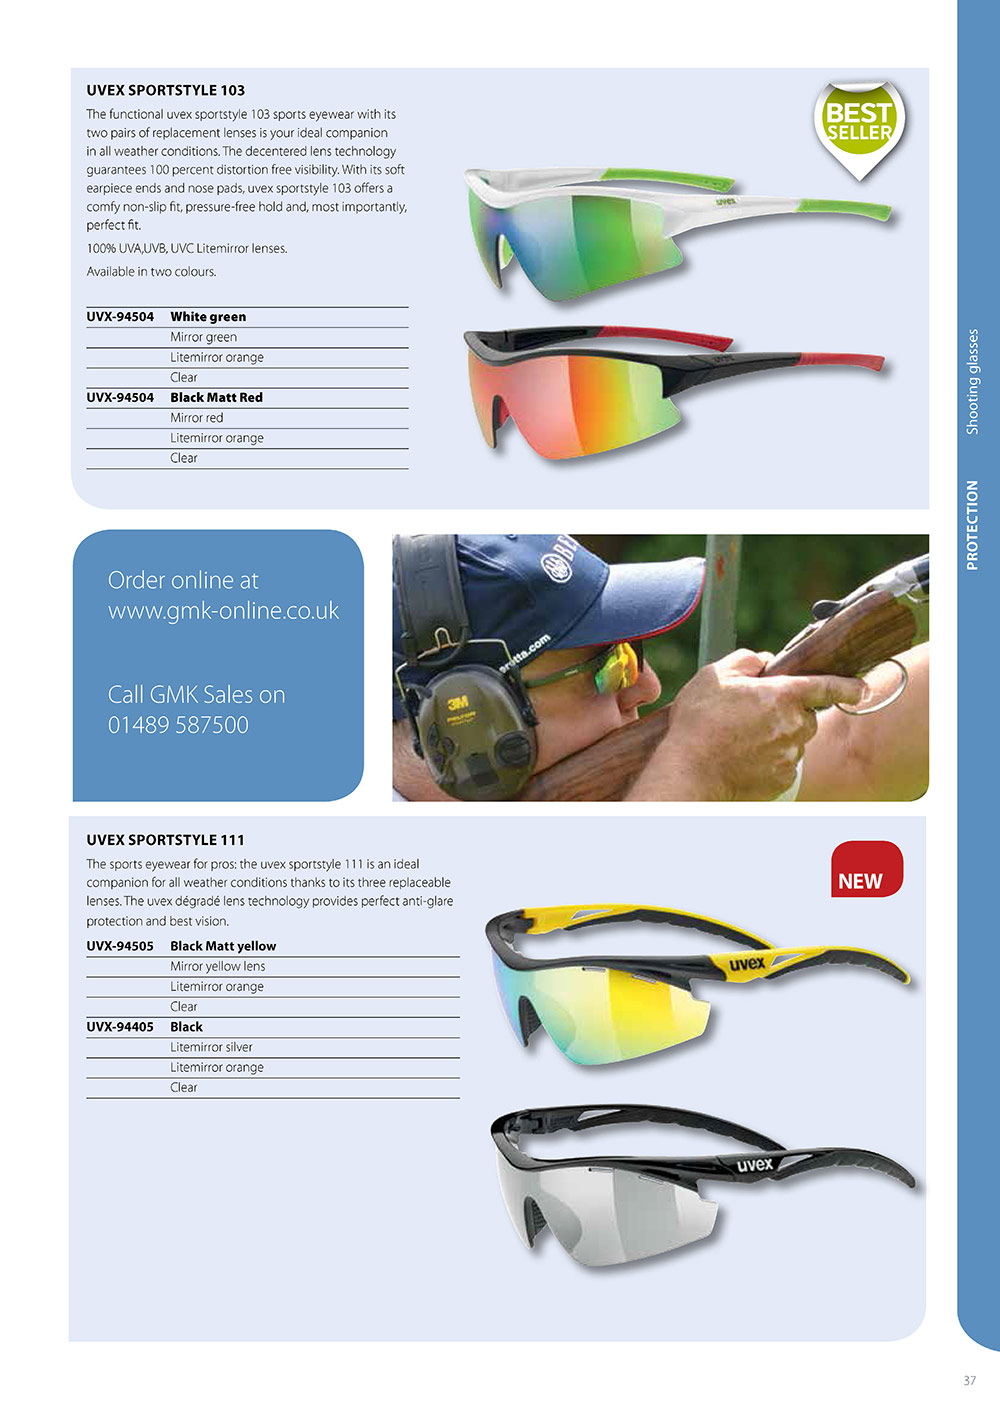 UVEX SPORTSTYLE 103
The functional uvex sportstyle 103 sports eyewear with its
two pairs of replacement lenses is your ideal companion
in all weather conditions. The decentered lens technology
guarantees 100 percent distortion free visibility. With its soft
earpiece ends and nose pads, uvex sportstyle 103 offers a
comfy non-slip fit, pressure-free hold and, most importantly,
perfect fit.
100% UVA,UVB, UVC Litemirror lenses.
Available in two colours.
UVX-94504 White green
Mirror green
Litemirror orange
Clear
UVX-94504 Black Matt Red
Mirror red
Litemirror orange
Clear
BEST
SELLER
uvex
uvex
Shooting glasses
PROTECTION
Order online at
www.gmk-online.co.uk
Call GMK Sales on
01489 587500
BE
3M
PELTOR
UVEX SPORTSTYLE 111
The sports eyewear for pros: the uvex sportstyle 111 is an ideal
companion for all weather conditions thanks to its three replaceable
lenses. The uvex dégradé lens technology provides perfect anti-glare
protection and best vision.
UVX-94505 Black Matt yellow
Mirror yellow lens
Litemirror orange
Clear
UVX-94405 Black
Litemirror silver
Litemirror orange
Clear
NEW
uvex
uvex
37